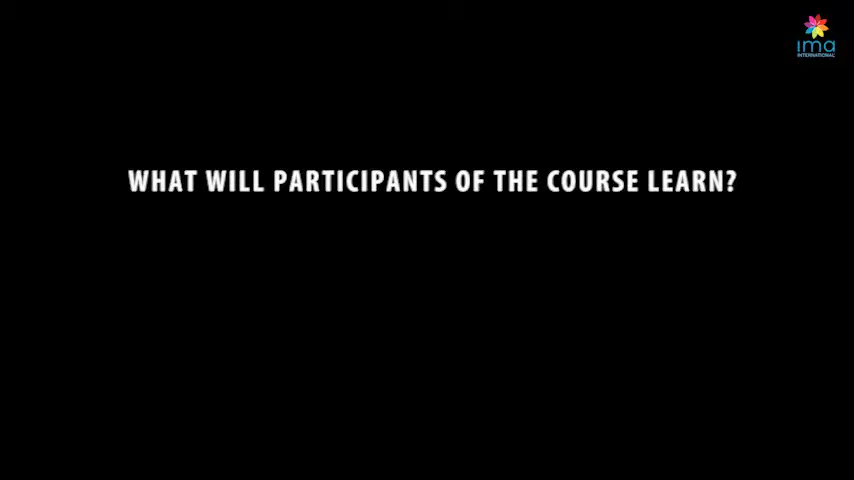 ima
INTERNATIONAL
WHAT WILL PARTICIPANTS OF THE COURSE LEARN?